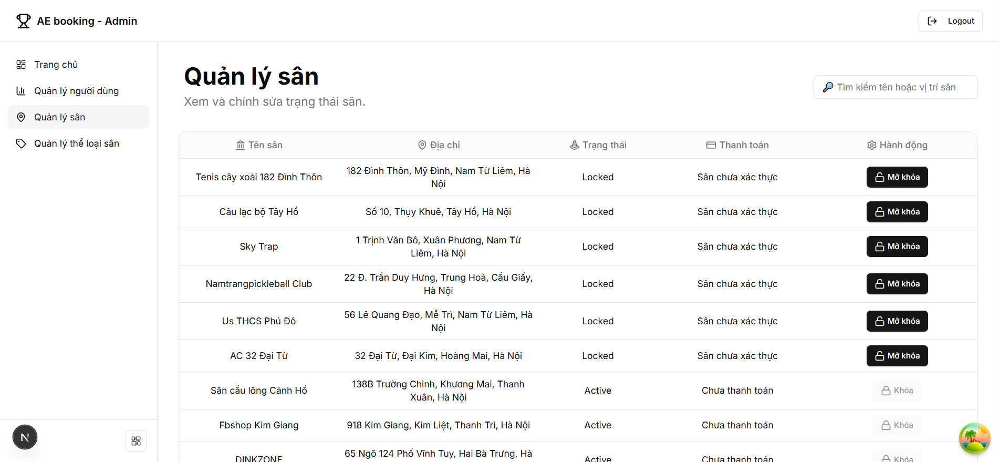 AE booking - Admin
Logout
Trang chủ
Quản lý người dùng
Quản lý sân
Quản lý thể loại sân
N
Quản lý sân
Xem và chỉnh sửa trạng thái sân.
Tìm kiếm tên hoặc vị trí sân
Tên sân Địa chỉ Trạng thái Thanh toán Hành động
Tenis cây xoài 182 Đình Thôn 182 Đình Thôn, Mỹ Đình, Nam Từ Liêm, Hà
Nội Locked Sân chưa xác thực Mở khóa
Câu lạc bộ Tây Hồ Số 10, Thụy Khuê, Tây Hồ, Hà Nội Locked Sân chưa xác thực Mở khóa
Sky Trap 1 Trịnh Văn Bô, Xuân Phương, Nam Từ
Liêm, Hà Nội Locked Sân chưa xác thực Mở khóa
Namtrangpickleball Club 22 Đ. Trần Duy Hưng, Trung Hoà, Cầu Giấy,
Hà Nội Locked Sân chưa xác thực Mở khóa
Us THCS Phú Đô 56 Lê Quang Đạo, Mễ Trì, Nam Từ Liêm, Hà
Nội Locked Sân chưa xác thực Mở khóa
AC 32 Đại Từ 32 Đại Từ, Đại Kim, Hoàng Mai, Hà Nội Locked Sân chưa xác thực Mở khóa
Sân cầu lông Cảnh Hồ 138B Trường Chinh, Khương Mai, Thanh
Xuân, Hà Nội Active Chưa thanh toán Khóa
Fbshop Kim Giang 918 Kim Giang, Kim Liệt, Thanh Trì, Hà Nội Active Chưa thanh toán Khóa
DINKZONE 65 Ngõ 124 Phố Vĩnh Tuy, Hai Bà Trưng, Hà
Active Chưa thanh toán Khóa